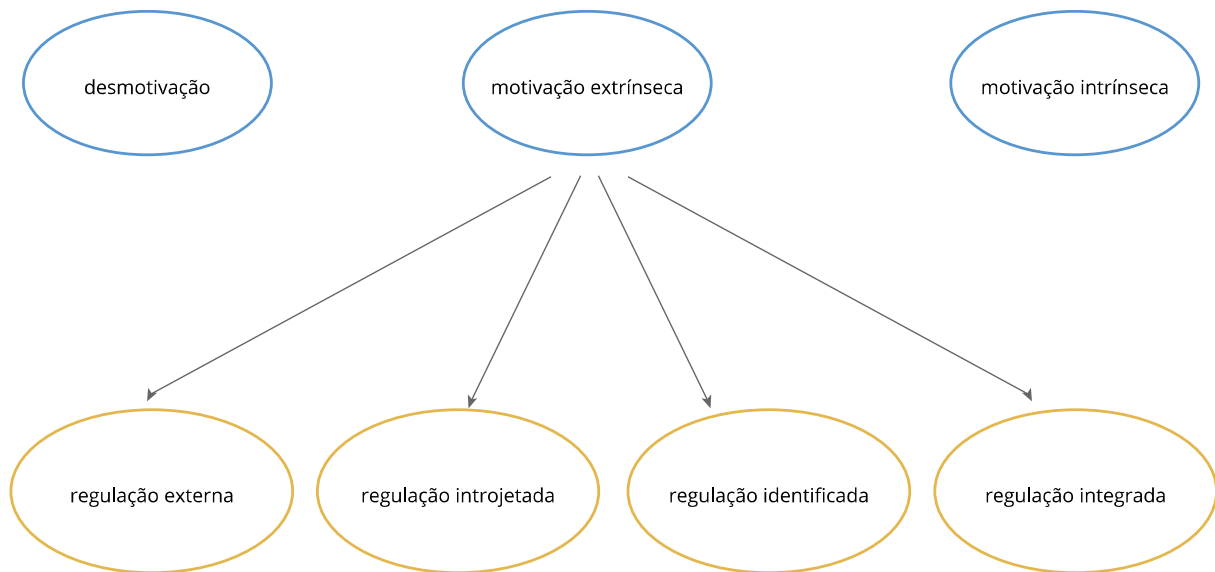 desmotivação
motivação extrínseca
motivação intrínseca
regulação externa
regulação introjetada
regulação identificada
regulação integrada